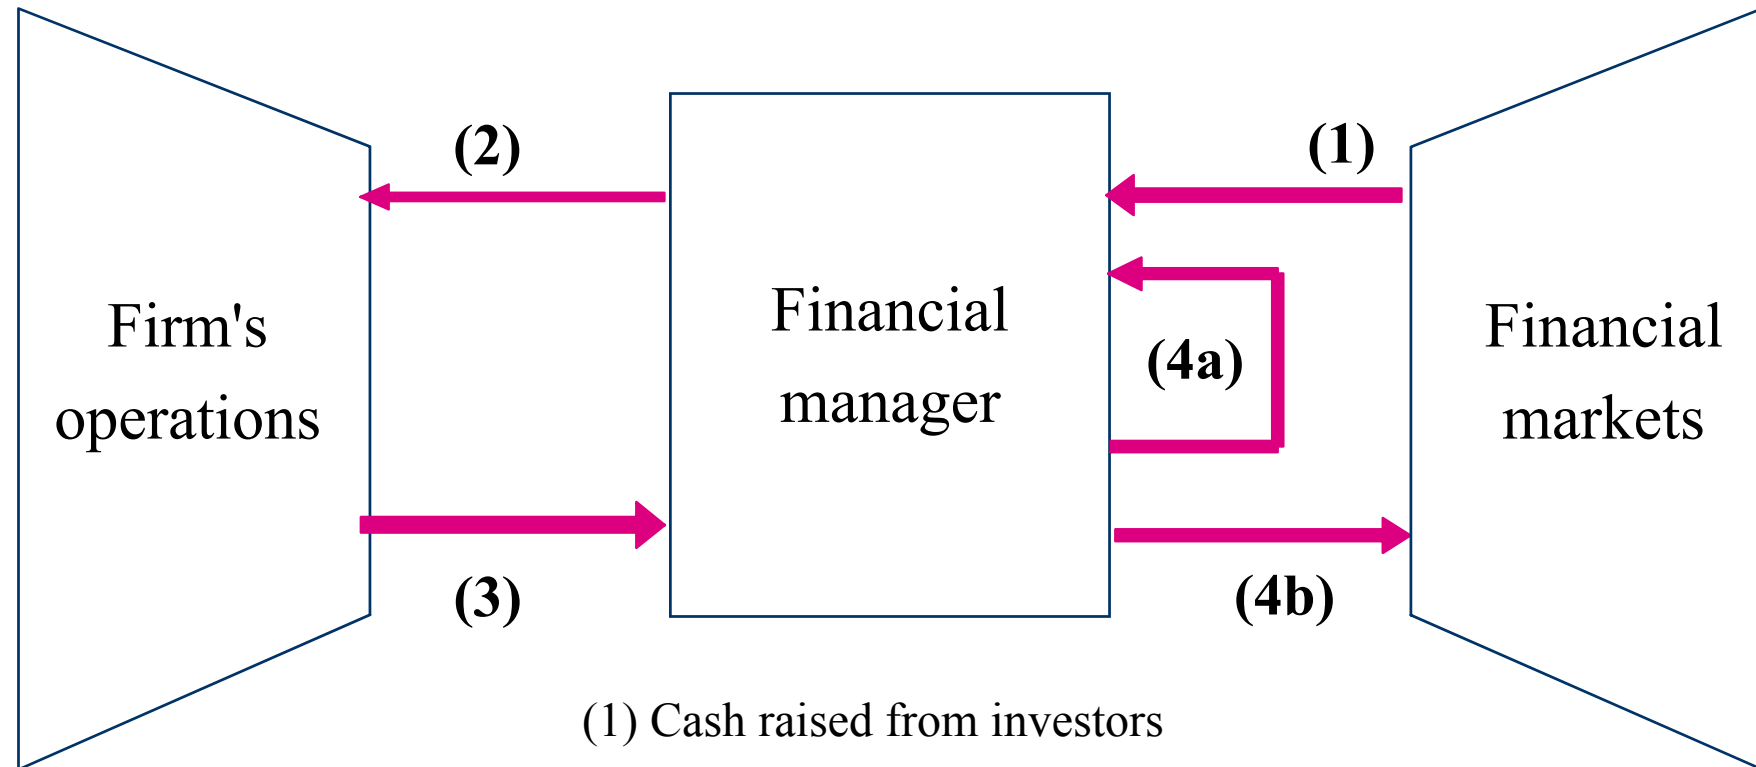 (2)
(1)
Firm's
operations
Financial
manager
(4a)
Financial
markets
(3)
(4b)
(1) Cash raised from investors